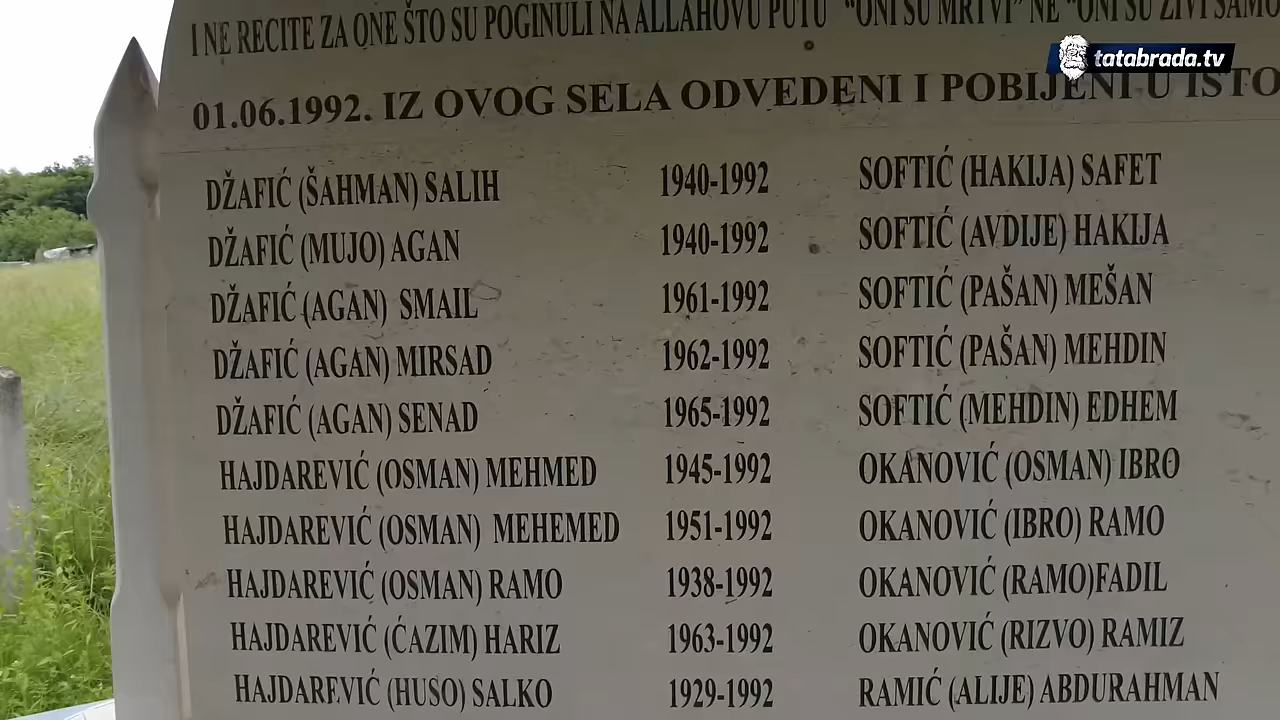 I NE RECITE ZA ONE ŠTO SU POGINULI NA ALLAHOVU PUTU "ONI SU MRTVI" NE "ONI SU ŽIVI SAMO
tatabrada.tv
01.06.1992. IZ OVOG SELA ODVEDENI I POBIJENI U ISTO
DŽAFIĆ (ŠAHMAN) SALIH 1940-1992 SOFTIĆ (HAKIJA) SAFET
DŽAFIĆ (MUJO) AGAN 1940-1992 SOFTIĆ (AVDIJE) HAKIJA
DŽAFIĆ (AGAN) SMAIL 1961-1992 SOFTIĆ (PAŠAN) MEŠAN
DŽAFIĆ (AGAN) MIRSAD 1962-1992 SOFTIĆ (PAŠAN) MEHDIN
DŽAFIĆ (AGAN) SENAD 1965-1992 SOFTIĆ (MEHDIN) EDHEM
HAJDAREVIĆ (OSMAN) MEHMED 1945-1992 OKANOVIĆ (OSMAN) IBRO
HAJDAREVIĆ (OSMAN) MEHEMED 1951-1992 OKANOVIĆ (IBRO) RAMO
HAJDAREVIĆ (OSMAN) RAMO 1938-1992 OKANOVIĆ (RAMO)FADIL
HAJDAREVIĆ (ĆAZIM) HARIZ 1963-1992 OKANOVIĆ (RIZVO) RAMIZ
HAJDAREVIĆ (HUSO) SALKO 1929-1992 RAMIĆ (ALIJE) ABDURAHMAN